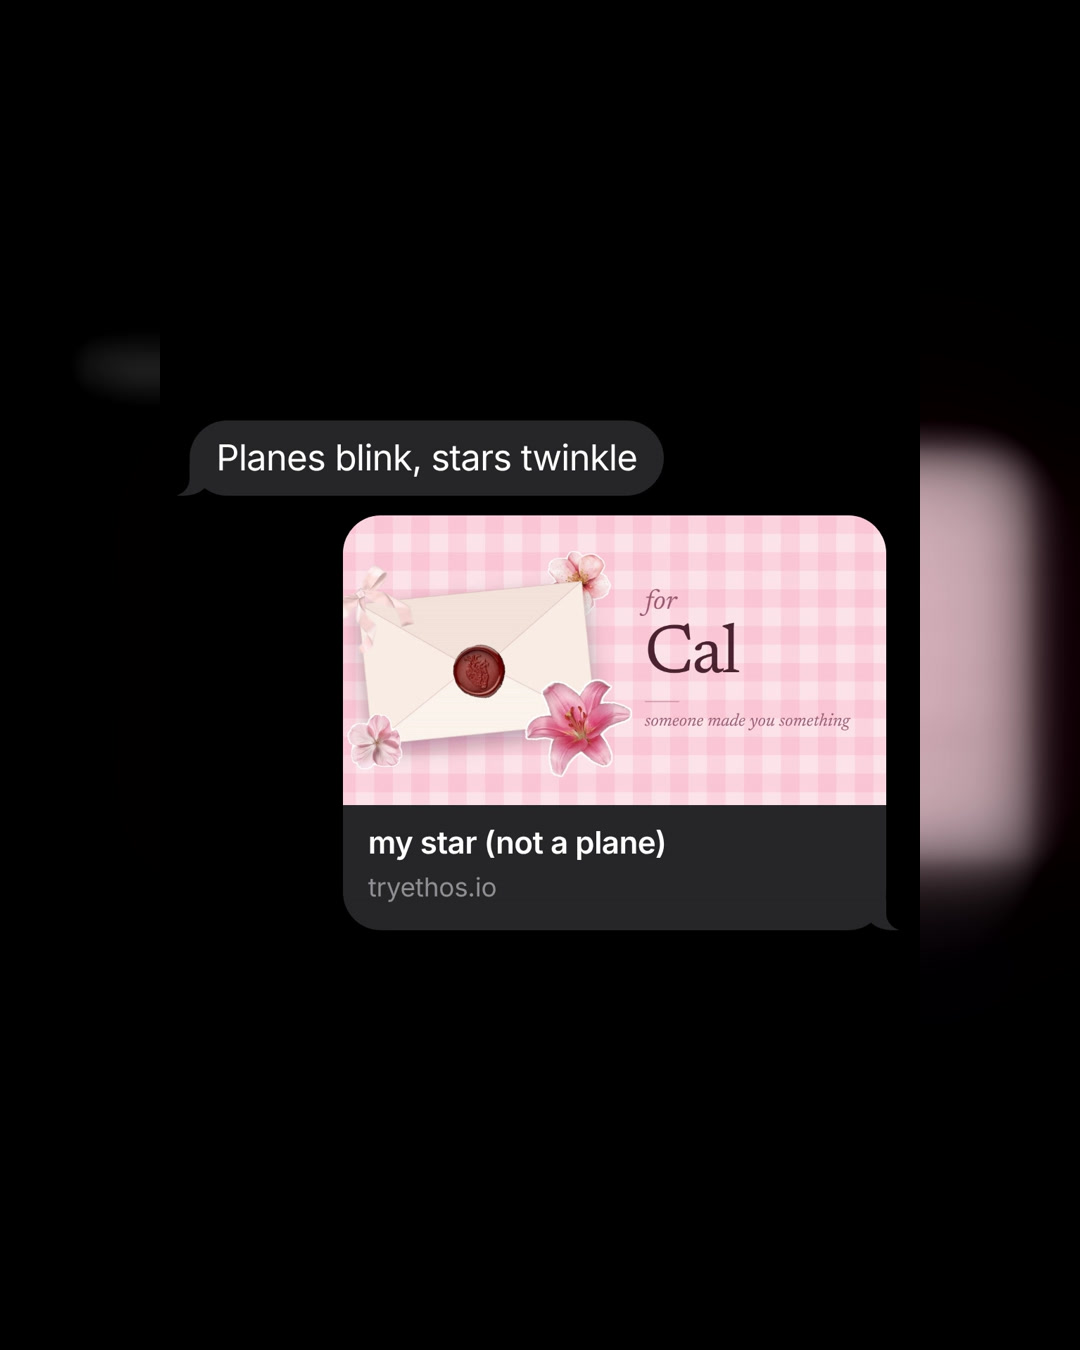 Planes blink, stars twinkle
for
Cal
someone made you something
my star (not a plane)
tryethos.io